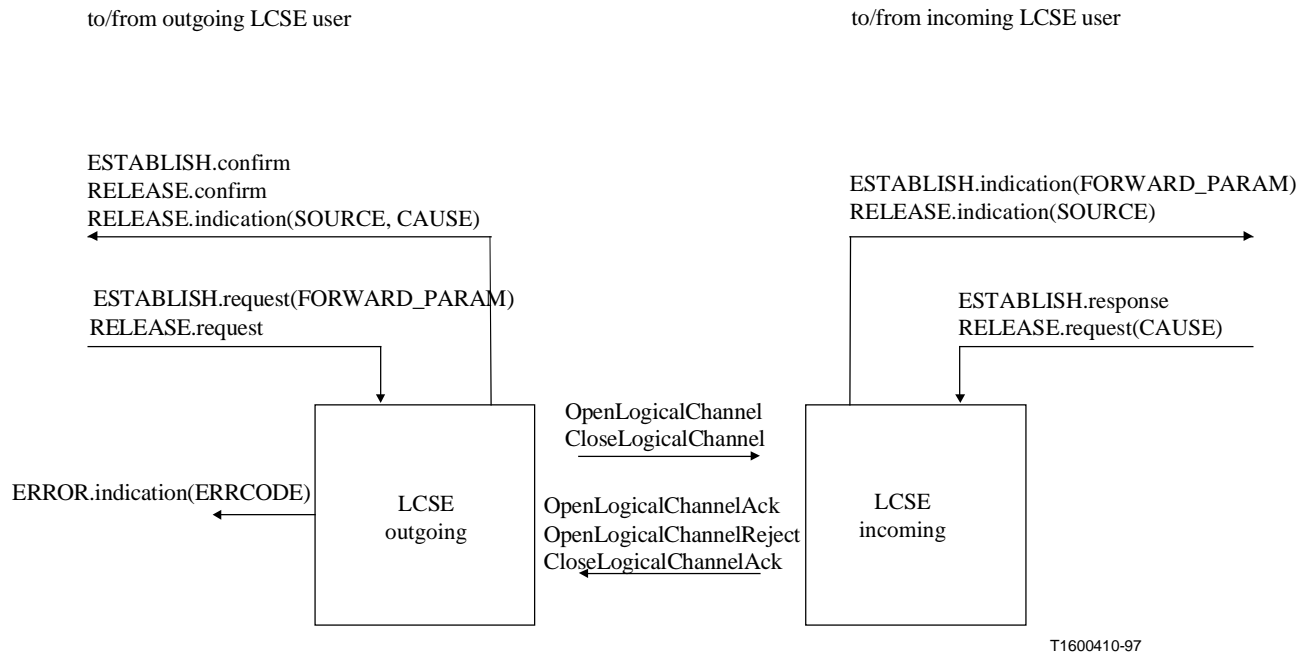 to/from outgoing LCSE user
to/from incoming LCSE user
ESTABLISH.confirm
RELEASE.confirm
RELEASE.indication(SOURCE, CAUSE)
ESTABLISH.indication(FORWARD_PARAM)
RELEASE.indication(SOURCE)
ESTABLISH.request(FORWARD_PARAM)
RELEASE.request
ESTABLISH.response
RELEASE.request(CAUSE)
OpenLogicalChannel
CloseLogicalChannel
ERROR.indication(ERRCODE)
LCSE
outgoing
OpenLogicalChannelAck
OpenLogicalChannelReject
CloseLogicalChannelAck
LCSE
incoming
T1600410-97